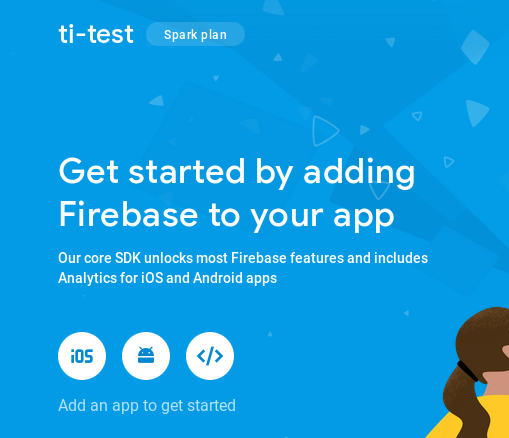 ti-test
Spark plan
Get started by adding
Firebase to your app
Our core SDK unlocks most Firebase features and includes
Analytics for iOS and Android apps
iOS
Add an app to get started